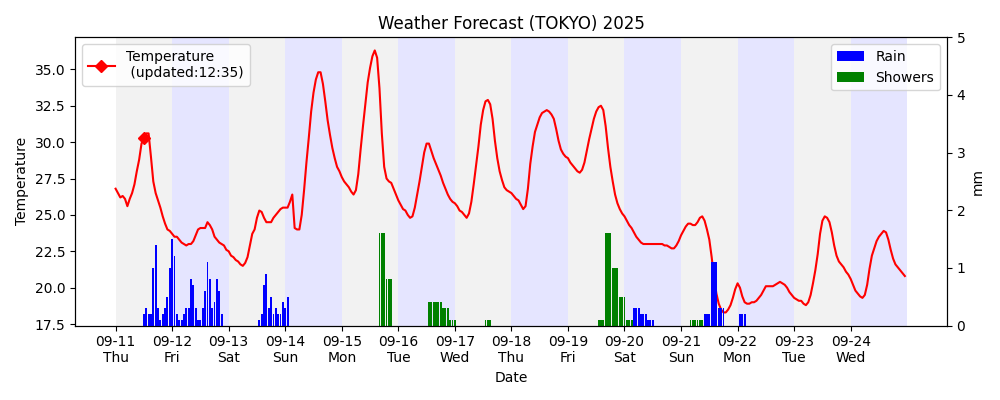 Weather Forecast (TOKYO) 2025
Temperature
(updated:12:35)
Rain
Showers
35.0
32.5
30.0
27.5
25.0
22.5
20.0
17.5
Temperature
5
4
3
2
1
0
mm
09-11 09-12 09-13 09-14 09-15 09-16 09-17 09-18 09-19 09-20 09-21 09-22 09-23 09-24
Thu Fri Sat Sun Mon Tue Wed Thu Fri Sat Sun Mon Tue Wed
Date